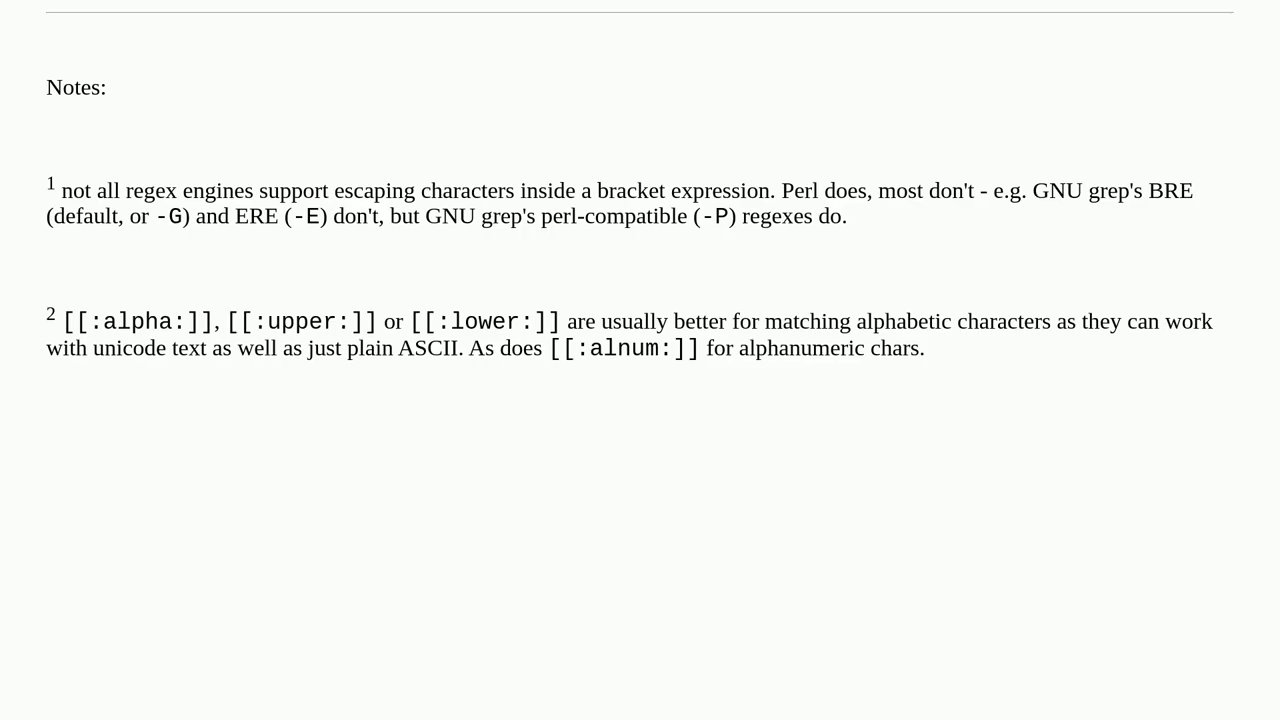 Notes:
1 not all regex engines support escaping characters inside a bracket expression. Perl does, most don't - e.g. GNU grep's BRE
(default, or -G) and ERE (-E) don't, but GNU grep's perl-compatible (-P) regexes do.
2 [[:alpha:]], [[:upper:]] or [[:lower:]] are usually better for matching alphabetic characters as they can work
with unicode text as well as just plain ASCII. As does [[:alnum:]] for alphanumeric chars.